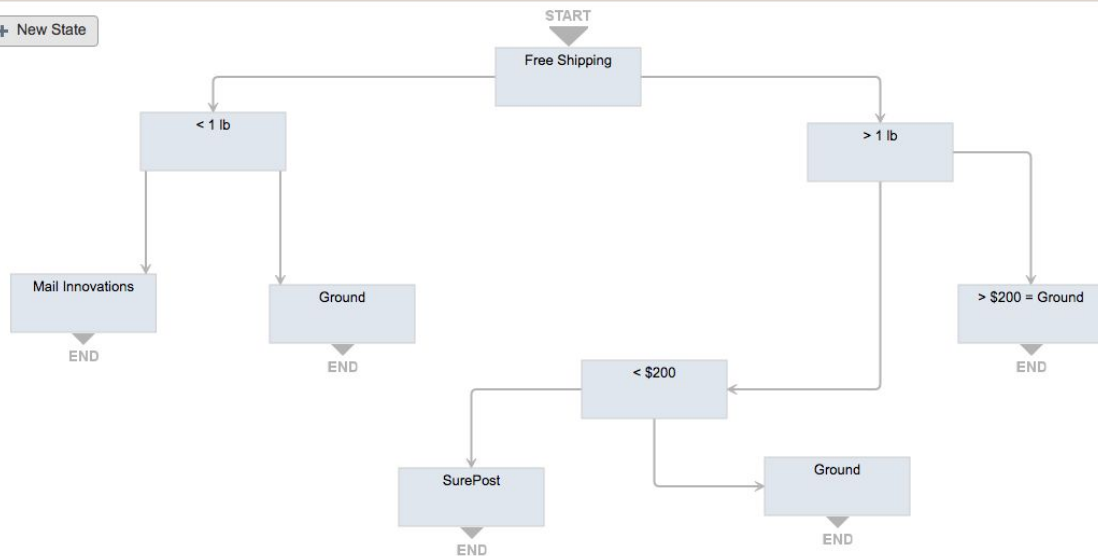 START
+ New State
Free Shipping
< 1 lb
> 1 lb
Mail Innovations
END
Ground
END
> $200 = Ground
END
< $200
SurePost
END
Ground
END